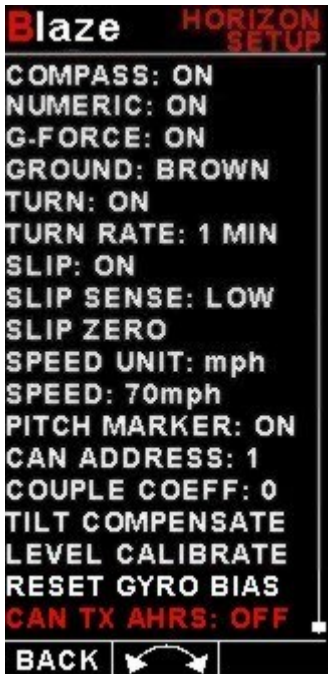 Blaze
HORIZON
SETUP
COMPASS: ON
NUMERIC: ON
G-FORCE: ON
GROUND: BROWN
TURN: ON
TURN RATE: 1 MIN
SLIP: ON
SLIP SENSE: LOW
SLIP ZERO
SPEED UNIT: mph
SPEED: 70mph
PITCH MARKER: ON
CAN ADDRESS: 1
COUPLE COEFF: 0
TILT COMPENSATE
LEVEL CALIBRATE
RESET GYRO BIAS
CAN TX AHRS: OFF
BACK